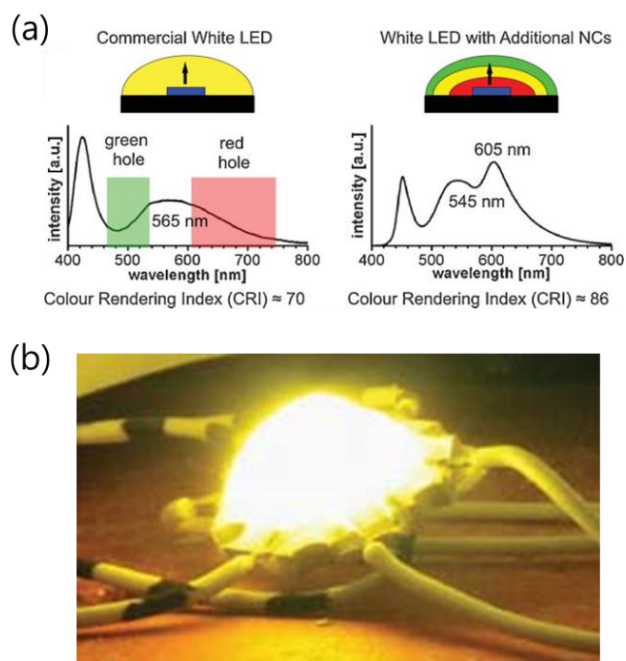 (a)
Commercial White LED
White LED with Additional NCs
intensity [a.u.]
green
hole
red
hole
565 nm
400 500 600 700 800
wavelength [nm]
Colour Rendering Index (CRI) ≈ 70
intensity [a.u.]
605 nm
545 nm
400 500 600 700 800
wavelength [nm]
Colour Rendering Index (CRI) ≈ 86
(b)